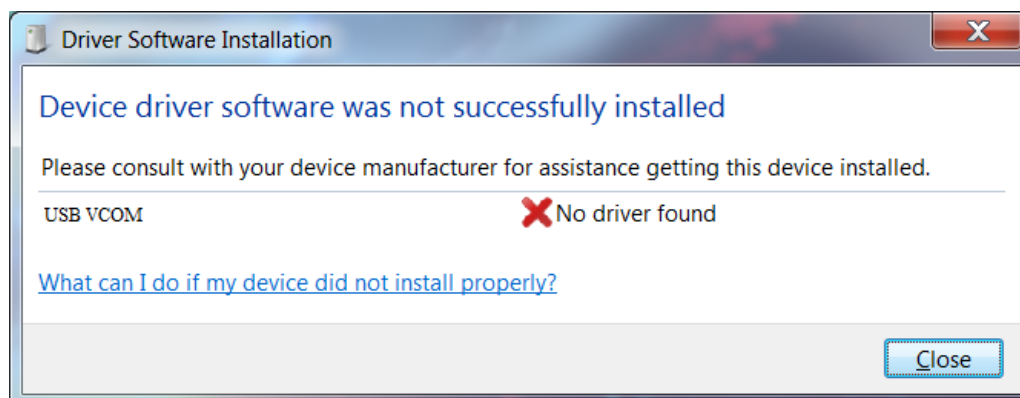 Driver Software Installation
Device driver software was not successfully installed
Please consult with your device manufacturer for assistance getting this device installed.
USB VCOM No driver found
What can I do if my device did not install properly?
Close